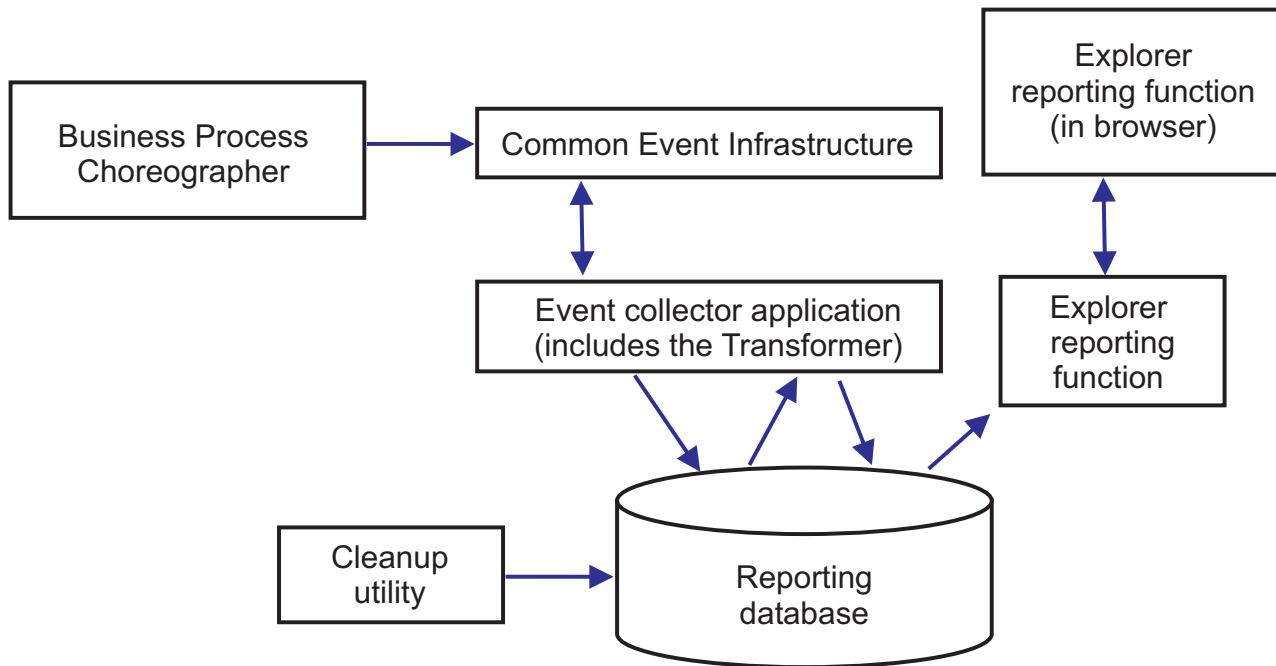 Business Process
Choreographer
Common Event Infrastructure
Explorer
reporting function
(in browser)
Event collector application
(includes the Transformer)
Explorer
reporting
function
Cleanup
utility
Reporting
database